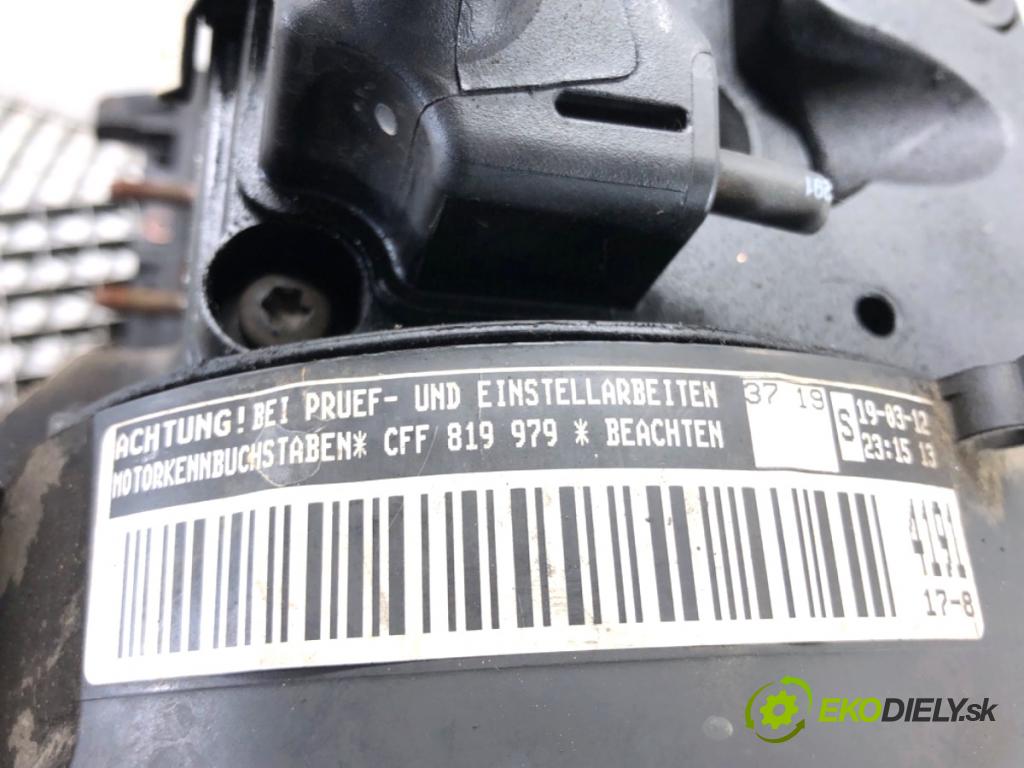 291
ACHTUNG! BEI PRUEF- UND EINSTELLARBEITEN
MOTORKENNBUCHSTABEN* CFF 819 979 * BEACHTEN
37 19
S
19-03-12
23:15 13
4191
17-8
EKODIELY.sk